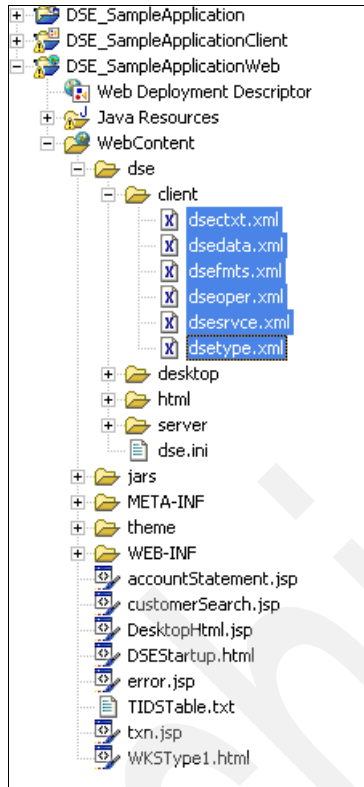 DSE_SampleApplication
DSE_SampleApplicationClient
DSE_SampleApplicationWeb
Web Deployment Descriptor
Java Resources
WebContent
dse
client
dsectxt.xml
dsedata.xml
dsefmts.xml
dseoper.xml
dsesrvce.xml
dsetype.xml
desktop
html
server
dse.ini
jars
META-INF
theme
WEB-INF
accountStatement.jsp
customerSearch.jsp
DesktopHtml.jsp
DSEStartup.html
error.jsp
TIDSTable.txt
txn.jsp
WKSType1.html